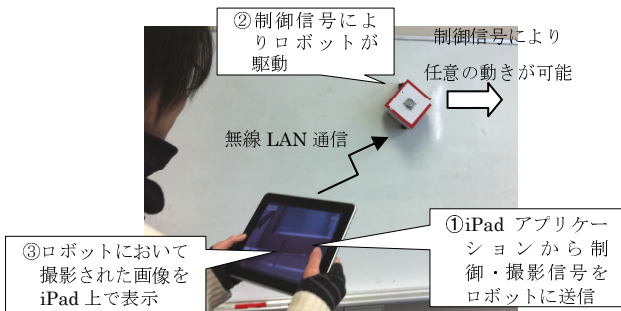 ②制御信号によ
りロボットが
駆動
制御信号により
任意の動きが可能
無線 LAN 通信
①iPad アプリケー
ションから制
御・撮影信号を
ロボットに送信
③ロボットにおいて
撮影された画像を
iPad 上で表示